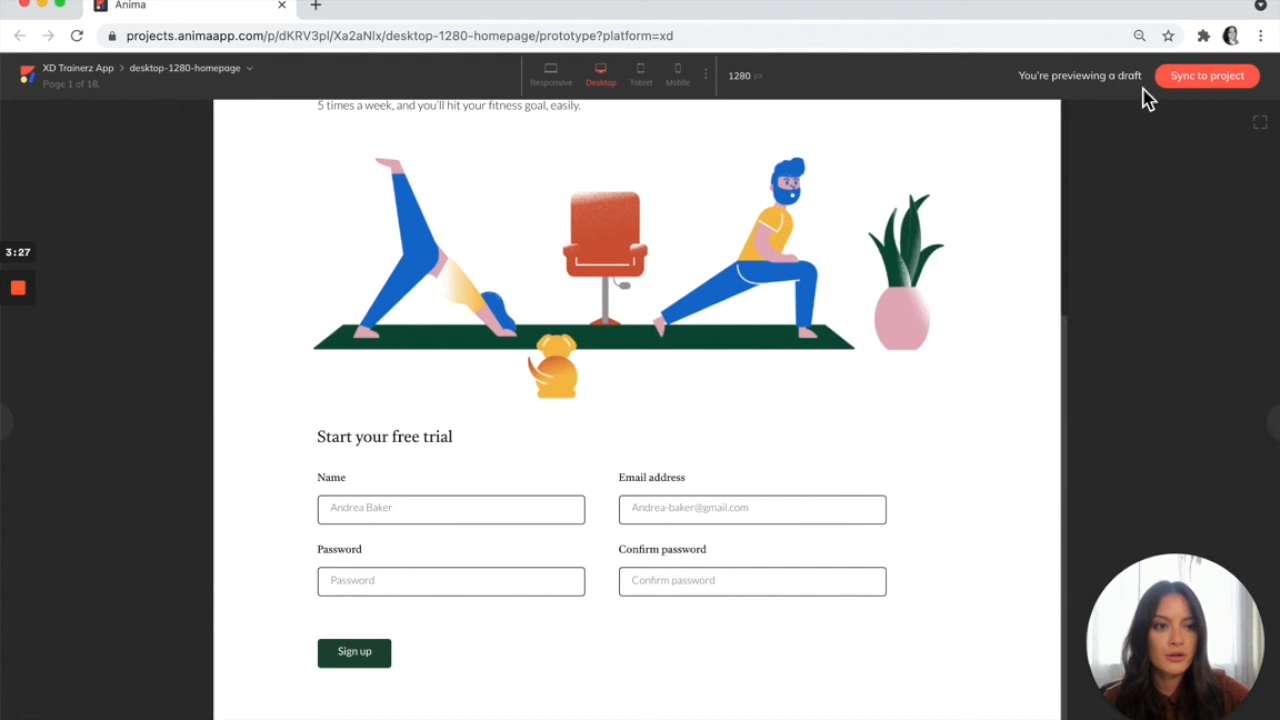 Anima
projects.animaapp.com/p/dKRV3pl/Xa2aNlx/desktop-1280-homepage/prototype?platform=xd
XD Trainerz App > desktop-1280-homepage
Page 1 of 18.
Responsive
Desktop
Tablet
Mobile
1280 px
You're previewing a draft
Sync to project
5 times a week, and you'll hit your fitness goal, easily.
3:27
Start your free trial
Name
Email address
Andrea Baker
Andrea-baker@gmail.com
Password
Confirm password
Password
Confirm password
Sign up